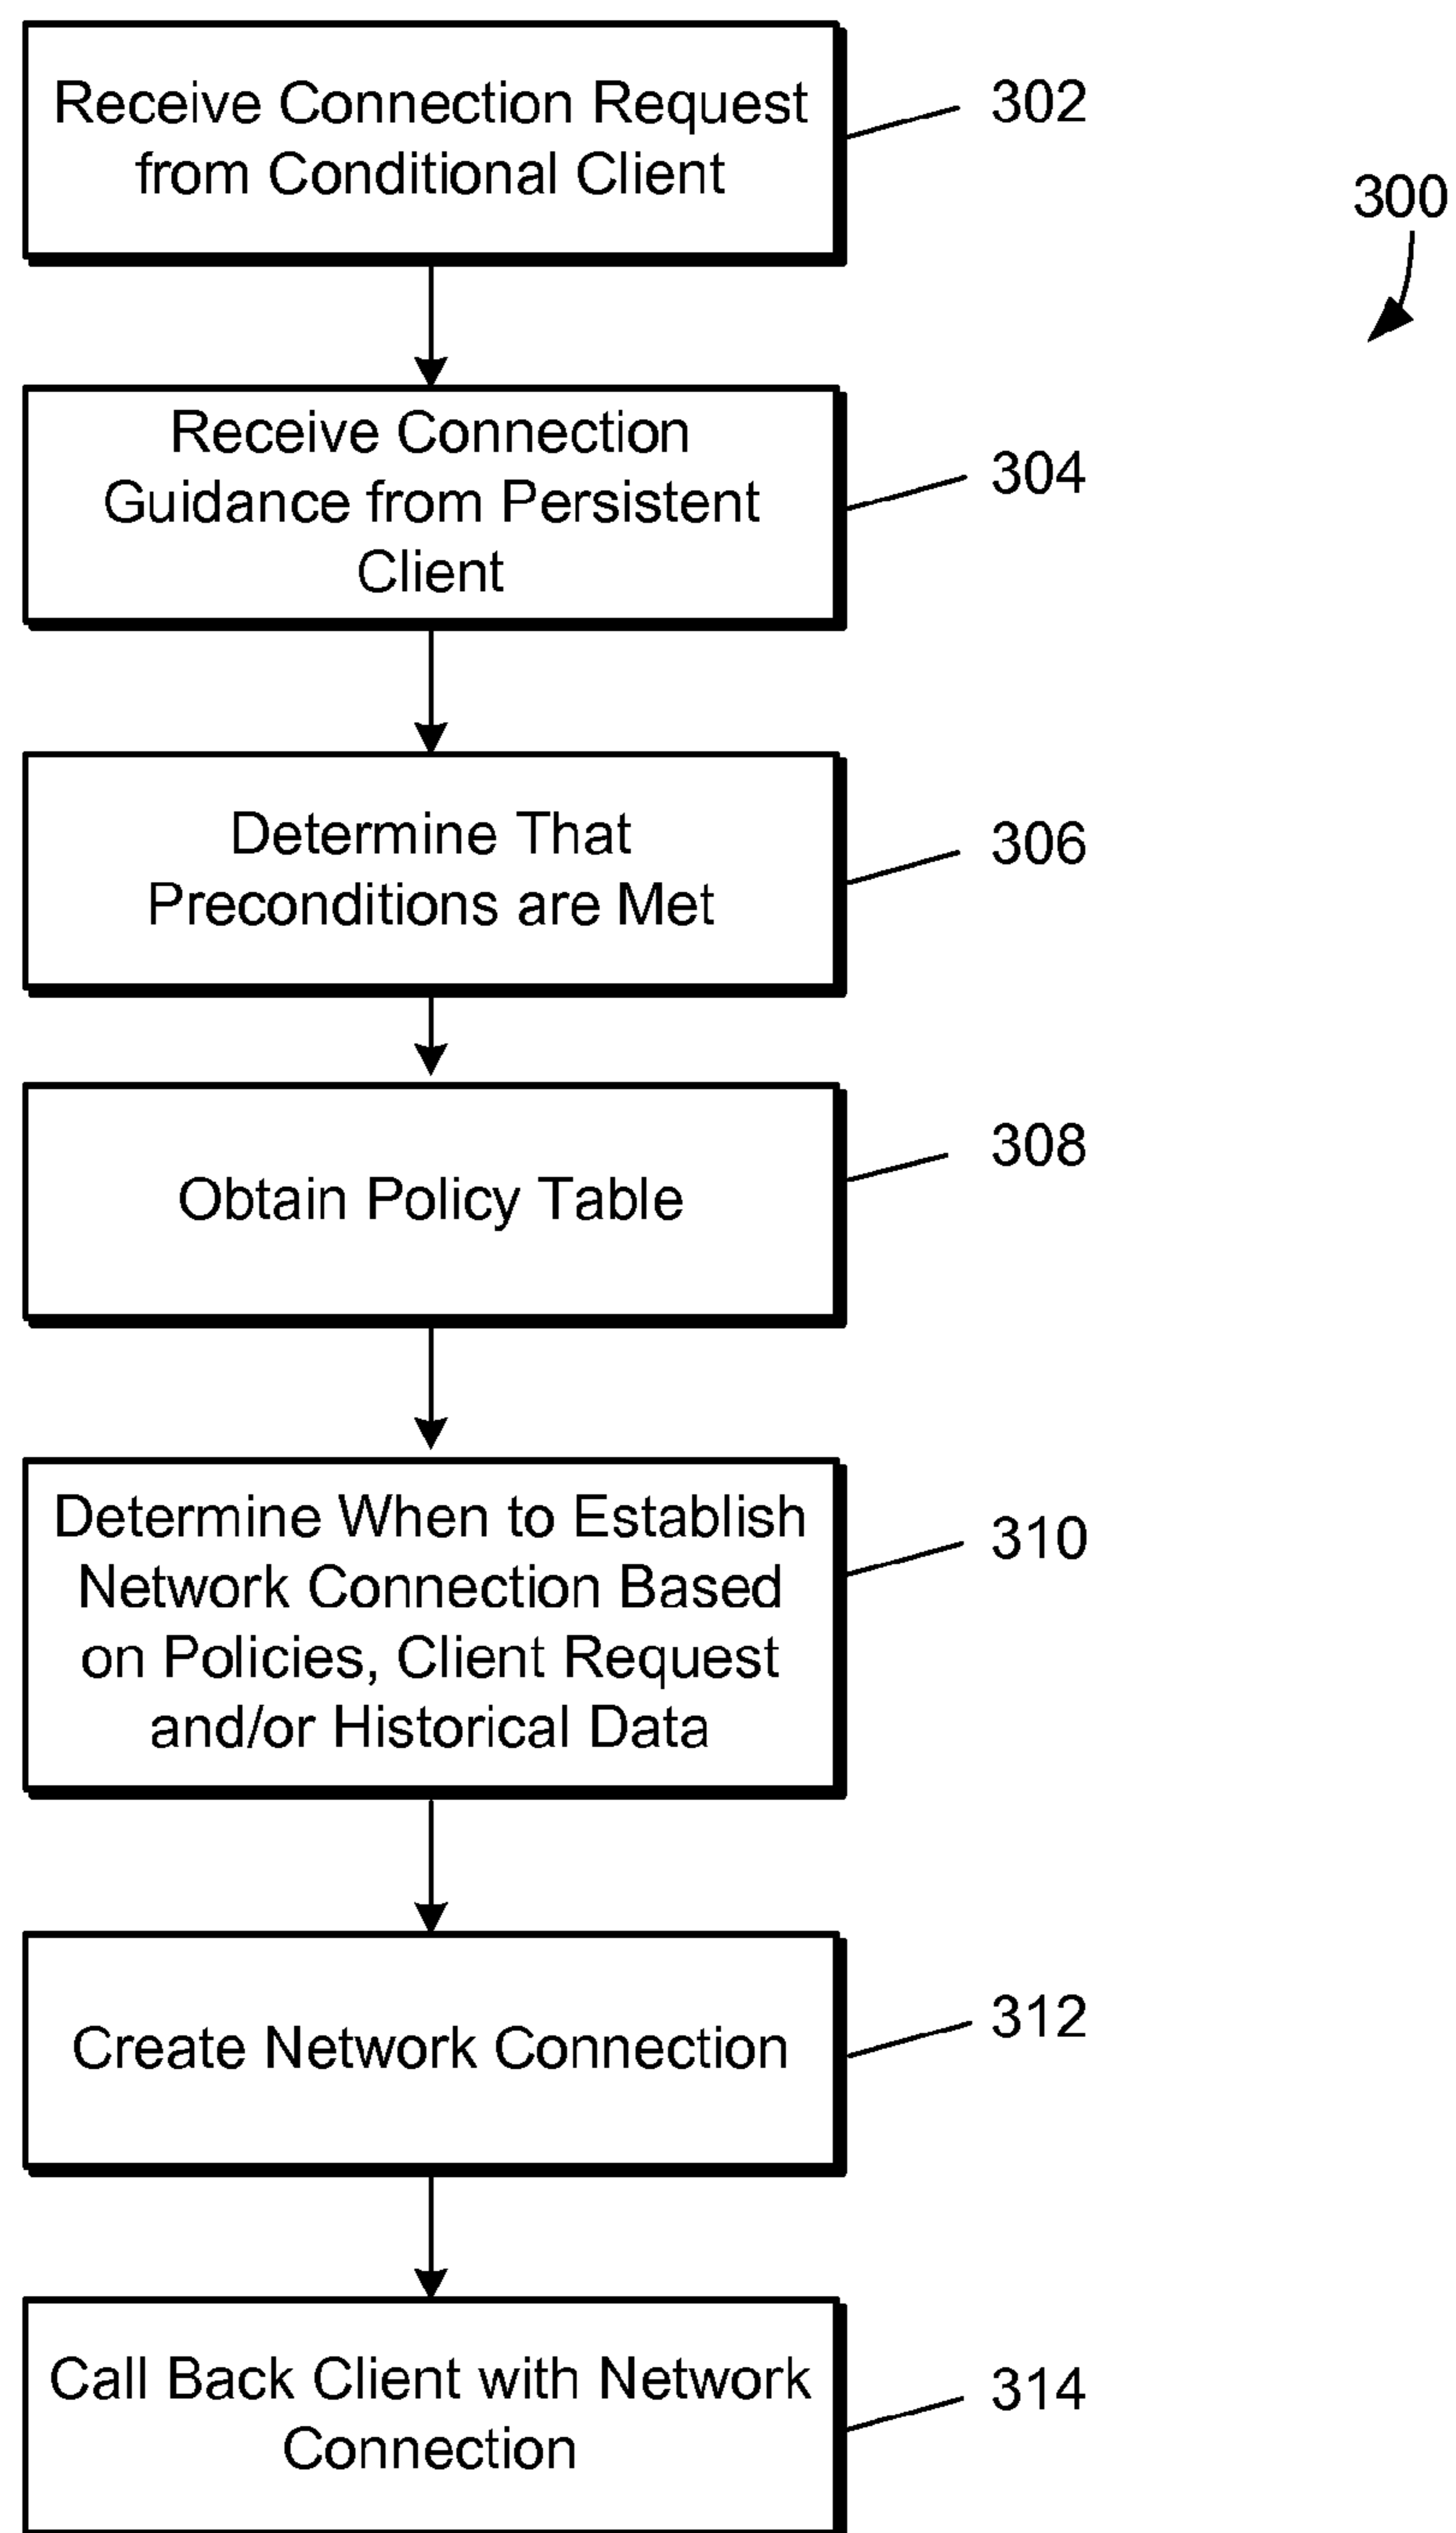 Receive Connection Request
from Conditional Client
302
300
Receive Connection
Guidance from Persistent
Client
304
Determine That
Preconditions are Met
306
Obtain Policy Table
308
Determine When to Establish
Network Connection Based
on Policies, Client Request
and/or Historical Data
310
Create Network Connection
312
Call Back Client with Network
Connection
314